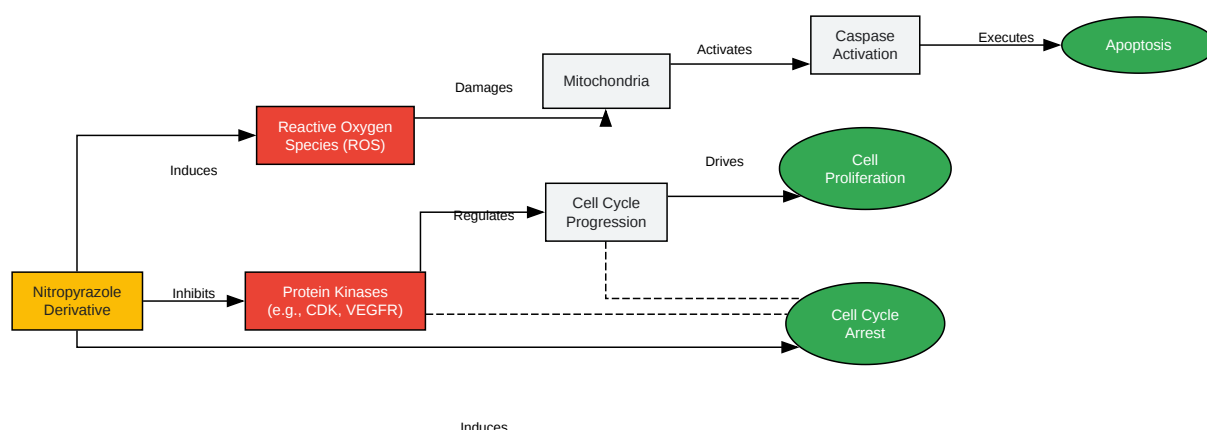 Caspase
Activation
Executes
Apoptosis
Activates
Mitochondria
Damages
Reactive Oxygen
Species (ROS)
Induces
Cell
Proliferation
Drives
Cell Cycle
Progression
Regulates
Nitropyrazole
Derivative
Inhibits
Protein Kinases
(e.g., CDK, VEGFR)
Cell Cycle
Arrest
Induces